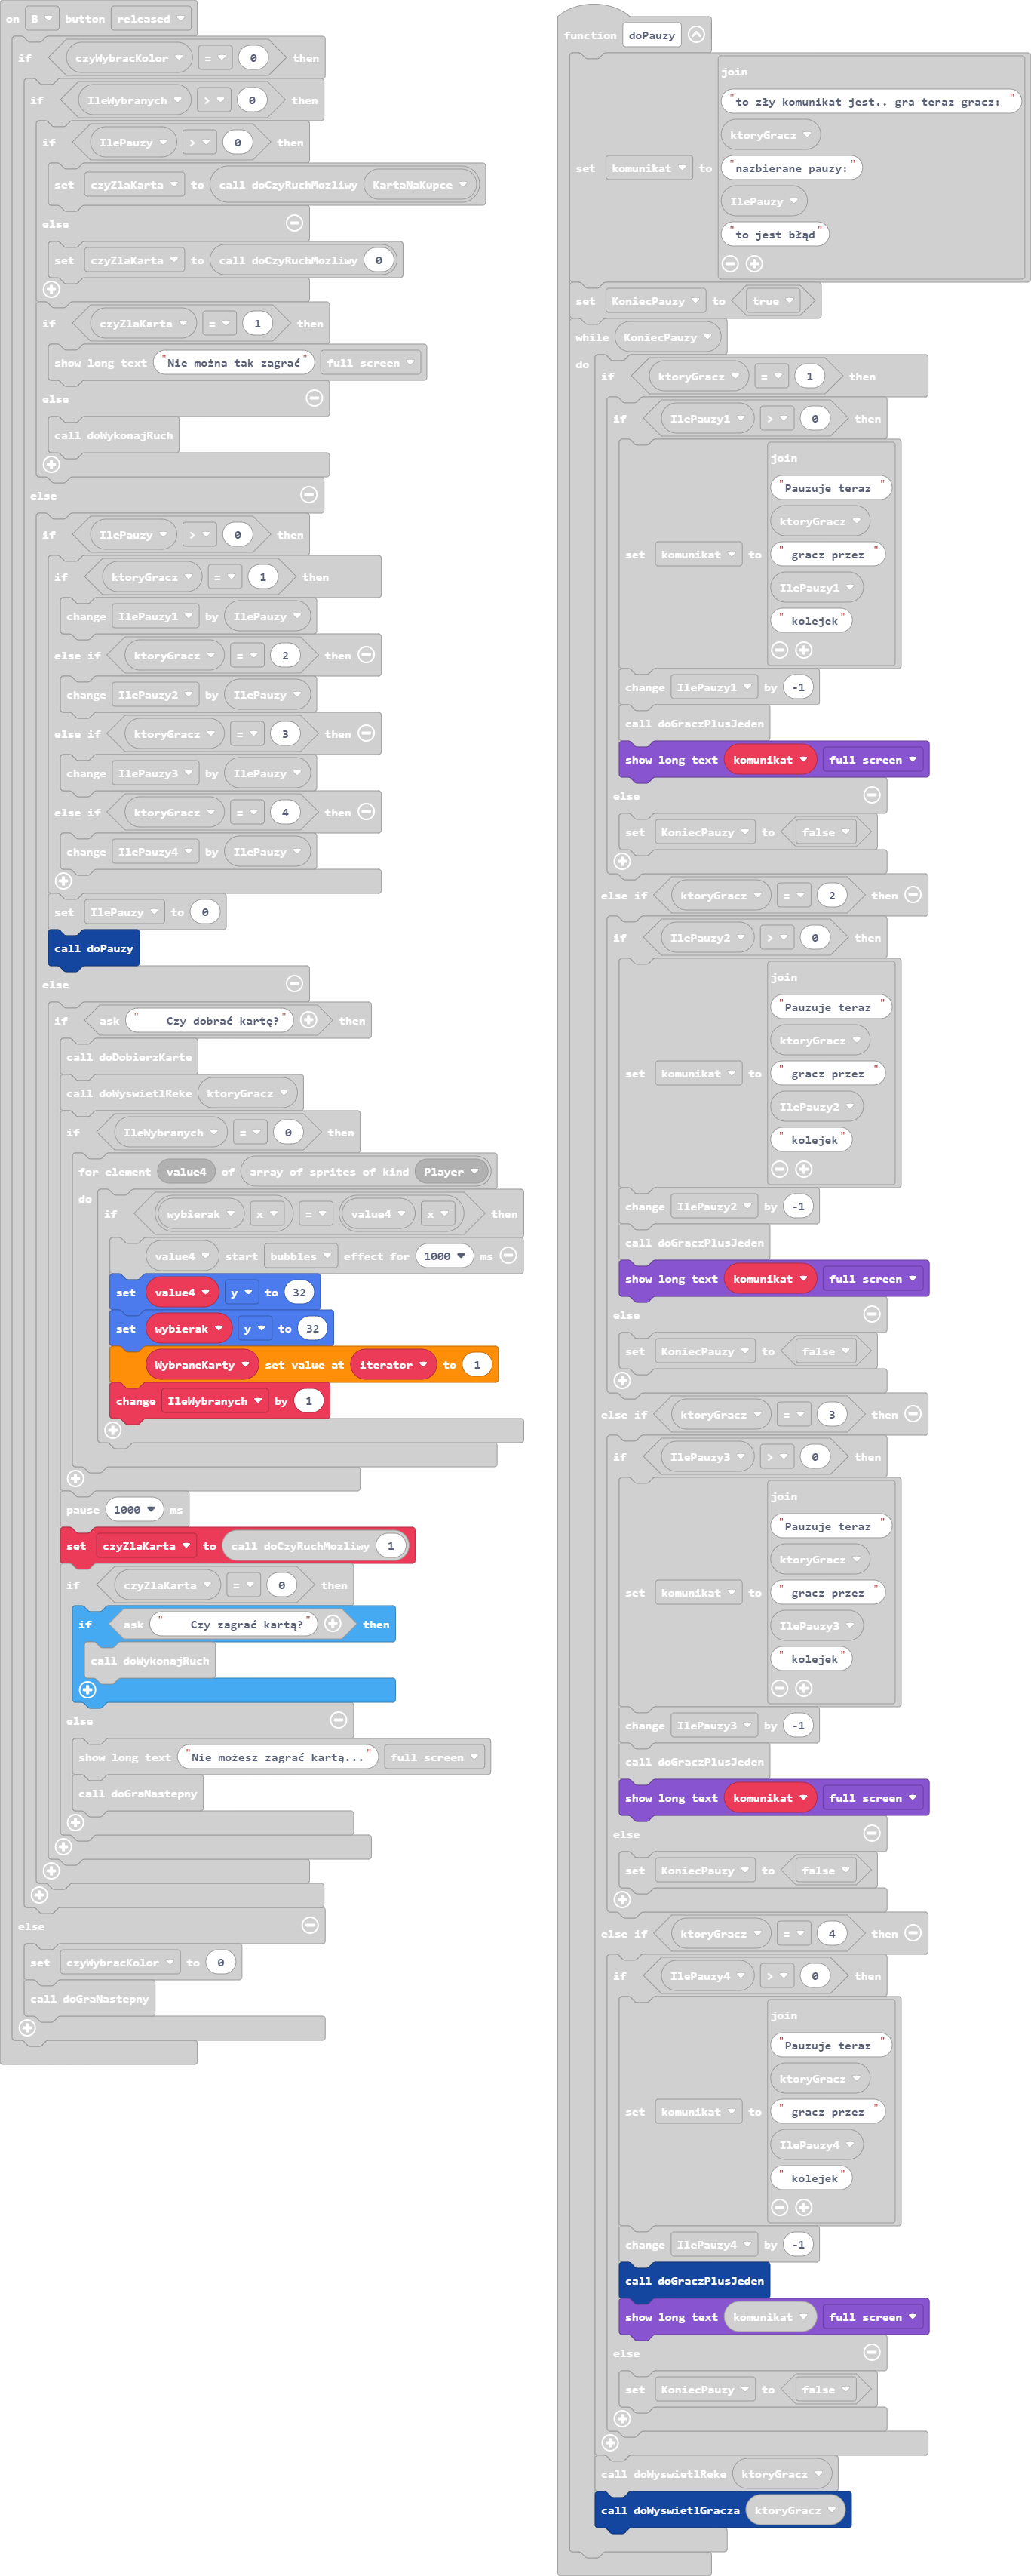 on B button released
if czyWybracKolor = 0 then
if IleWybranych > 0 then
if IlePauzy > 0 then
set czyZlaKarta to call doCzyRuchMozliwy KartaNaKupce
else
set czyZlaKarta to call doCzyRuchMozliwy 0
if czyZlaKarta = 1 then
show long text "Nie można tak zagrać" full screen
else
call doWykonajRuch
else
if IlePauzy > 0 then
if ktoryGracz = 1 then
change IlePauzy1 by IlePauzy
else if ktoryGracz = 2 then
change IlePauzy2 by IlePauzy
else if ktoryGracz = 3 then
change IlePauzy3 by IlePauzy
else if ktoryGracz = 4 then
change IlePauzy4 by IlePauzy
set IlePauzy to 0
call doPauzy
else
if ask " Czy dobrać kartę?" then
call doDobierzKarte
call doWyswietlReke ktoryGracz
if IleWybranych = 0 then
for element value4 of array of sprites of kind Player
do
if wybierak x = value4 x then
value4 start bubbles effect for 1000 ms
set value4 y to 32
set wybierak y to 32
WybraneKarty set value at iterator to 1
change IleWybranych by 1
pause 1000 ms
set czyZlaKarta to call doCzyRuchMozliwy 1
if czyZlaKarta = 0 then
if ask " Czy zagrać kartą?" then
call doWykonajRuch
else
show long text "Nie możesz zagrać kartą..." full screen
call doGraNastepny
else
set czyWybracKolor to 0
call doGraNastepny
function doPauzy
join
"to zły komunikat jest.. gra teraz gracz: "
ktoryGracz
set komunikat to "nazbierane pauzy:"
IlePauzy
"to jest błąd"
set KoniecPauzy to true
while KoniecPauzy
do
if ktoryGracz = 1 then
if IlePauzy1 > 0 then
join
"Pauzuje teraz "
ktoryGracz
set komunikat to " gracz przez "
IlePauzy1
" kolejek"
change IlePauzy1 by -1
call doGraczPlusJeden
show long text komunikat full screen
else
set KoniecPauzy to false
else if ktoryGracz = 2 then
if IlePauzy2 > 0 then
join
"Pauzuje teraz "
ktoryGracz
set komunikat to " gracz przez "
IlePauzy2
" kolejek"
change IlePauzy2 by -1
call doGraczPlusJeden
show long text komunikat full screen
else
set KoniecPauzy to false
else if ktoryGracz = 3 then
if IlePauzy3 > 0 then
join
"Pauzuje teraz "
ktoryGracz
set komunikat to " gracz przez "
IlePauzy3
" kolejek"
change IlePauzy3 by -1
call doGraczPlusJeden
show long text komunikat full screen
else
set KoniecPauzy to false
else if ktoryGracz = 4 then
if IlePauzy4 > 0 then
join
"Pauzuje teraz "
ktoryGracz
set komunikat to " gracz przez "
IlePauzy4
" kolejek"
change IlePauzy4 by -1
call doGraczPlusJeden
show long text komunikat full screen
else
set KoniecPauzy to false
call doWyswietlReke ktoryGracz
call doWyswietlGracza ktoryGracz